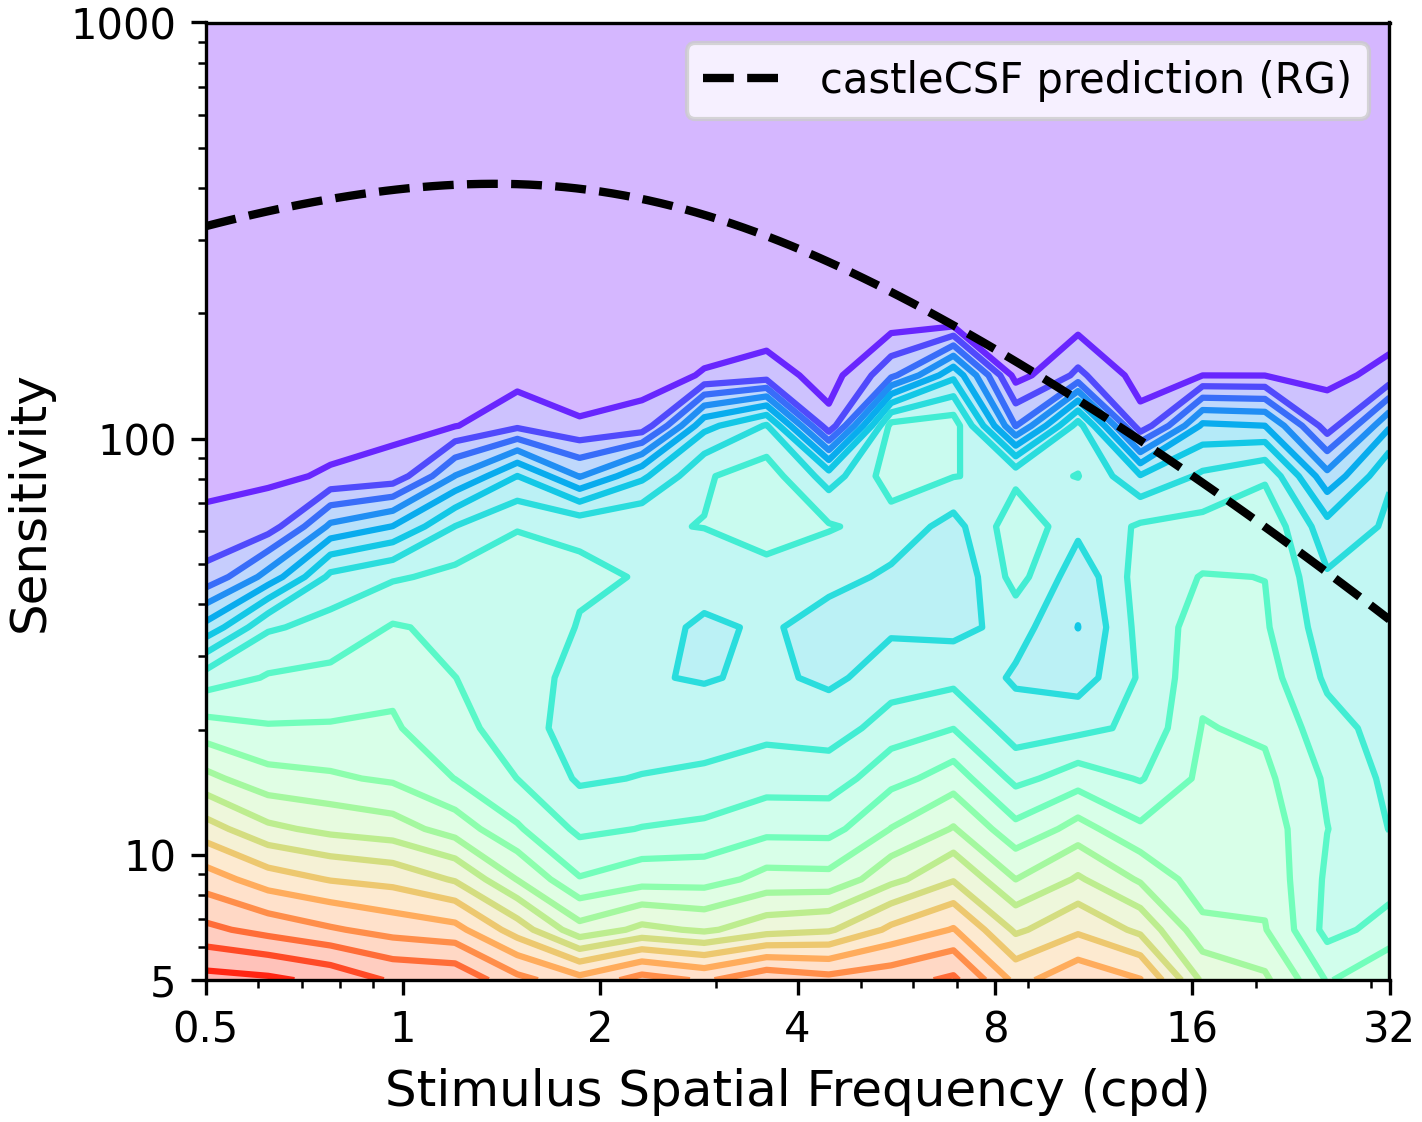 1000
castleCSF prediction (RG)
100
Sensitivity
10
5
0.5 1 2 4 8 16 32
Stimulus Spatial Frequency (cpd)